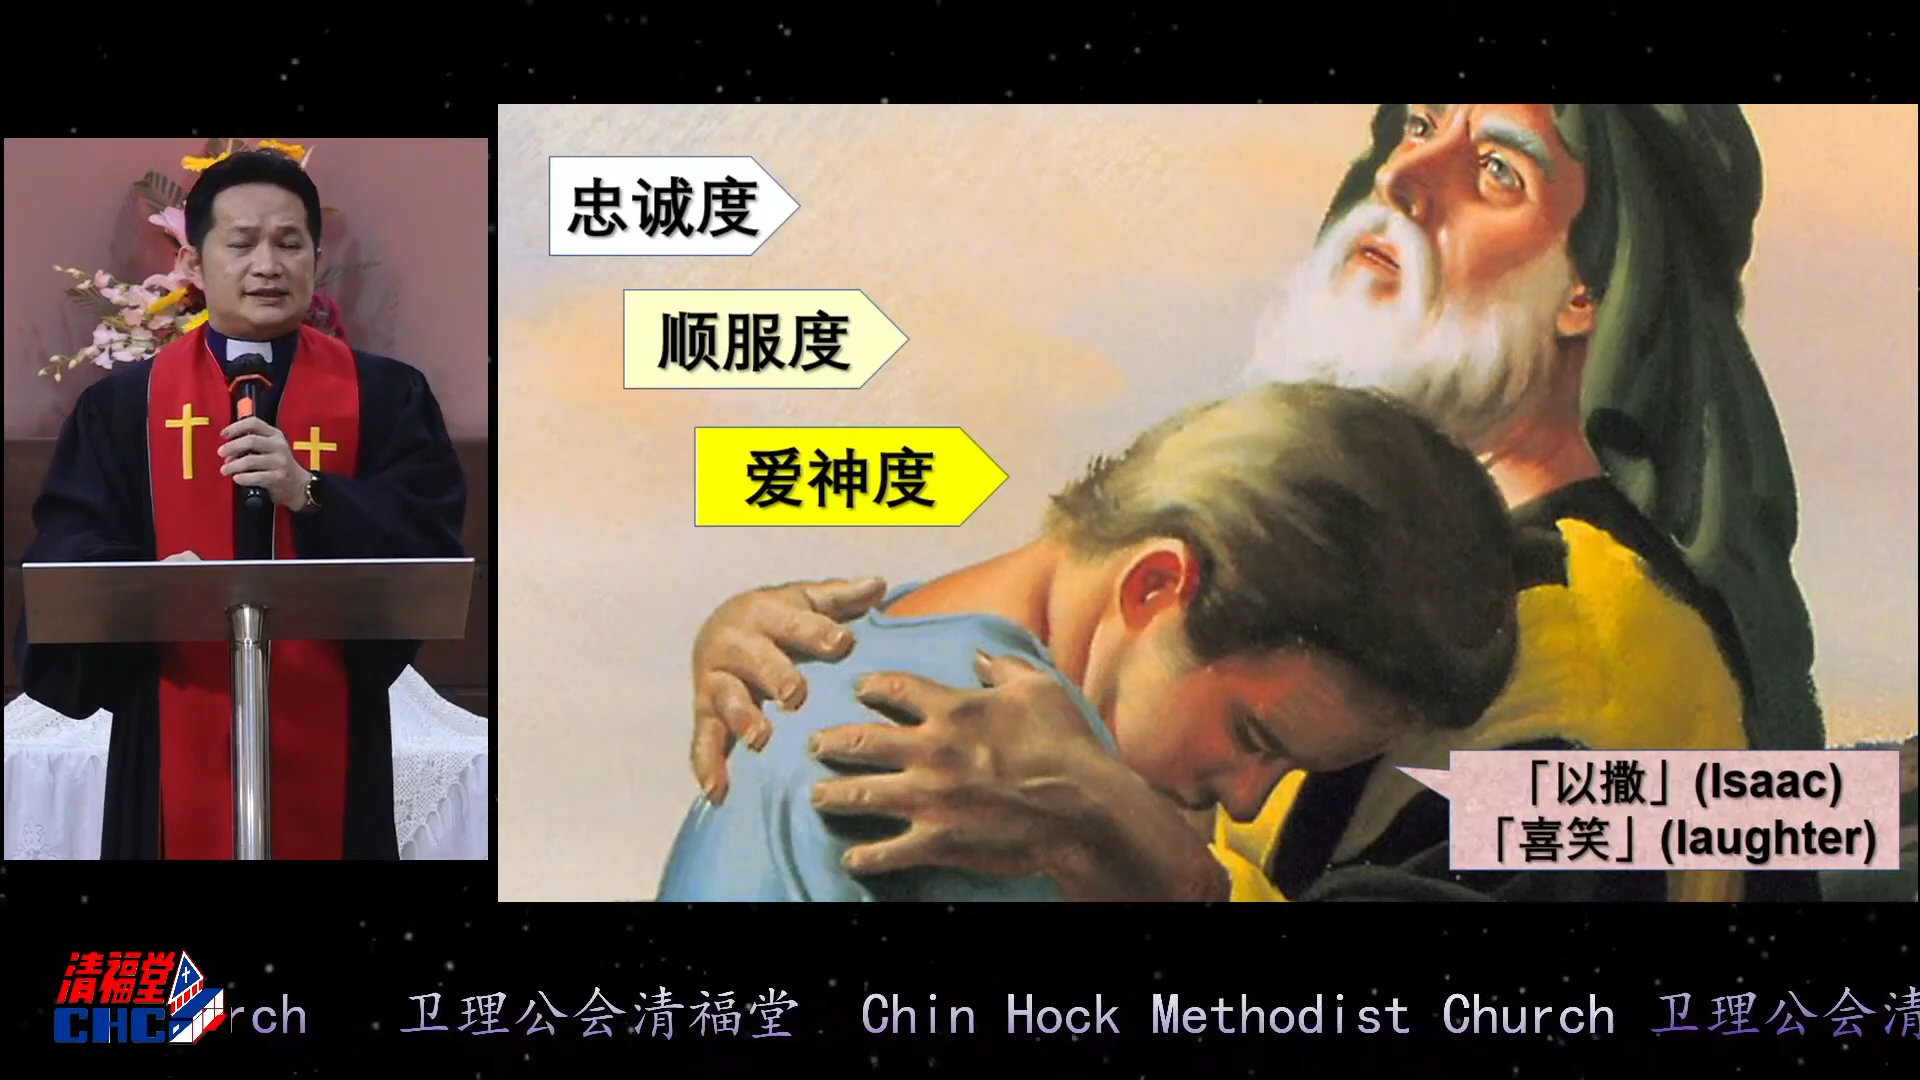 忠诚度
顺服度
爱神度
「以撒」(Isaac)
「喜笑」(laughter)
清福堂
CHC
rch 卫理公会清福堂 Chin Hock Methodist Church 卫理公会清